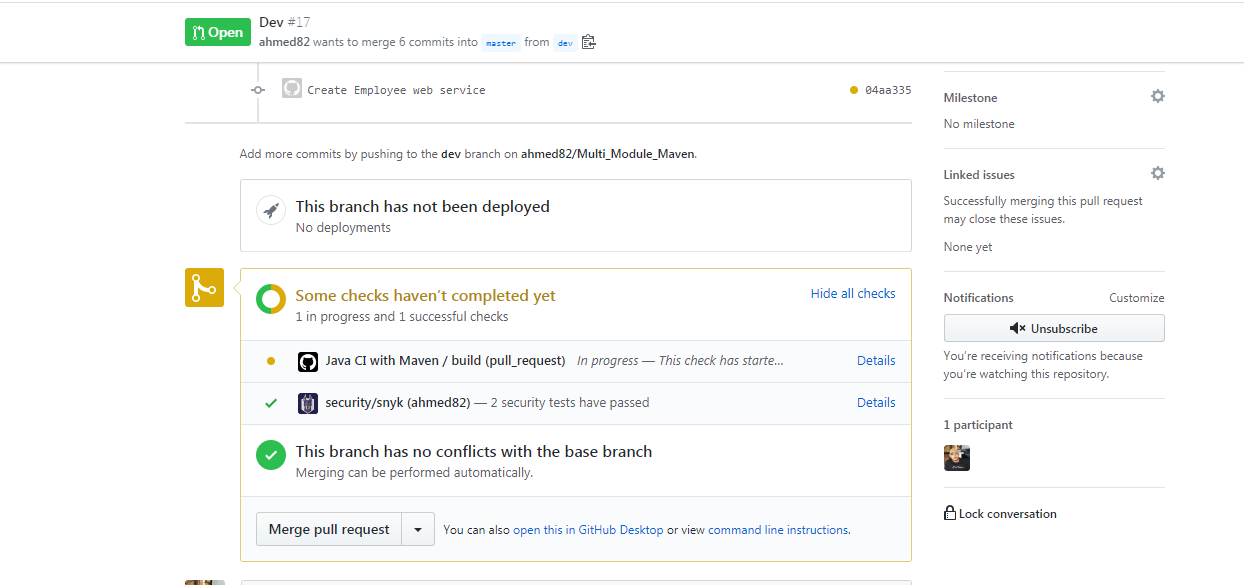 Open
Dev #17
ahmed82 wants to merge 6 commits into master from dev
Create Employee web service
04aa335
Add more commits by pushing to the dev branch on ahmed82/Multi_Module_Maven.
This branch has not been deployed
No deployments
Some checks haven't completed yet
Hide all checks
1 in progress and 1 successful checks
Java CI with Maven / build (pull_request) In progress — This check has starte...
Details
security/snyk (ahmed82) — 2 security tests have passed
Details
This branch has no conflicts with the base branch
Merging can be performed automatically.
Merge pull request
You can also open this in GitHub Desktop or view command line instructions.
Milestone
No milestone
Linked issues
Successfully merging this pull request
may close these issues.
None yet
Notifications
Customize
Unsubscribe
You're receiving notifications because
you're watching this repository.
1 participant
Lock conversation